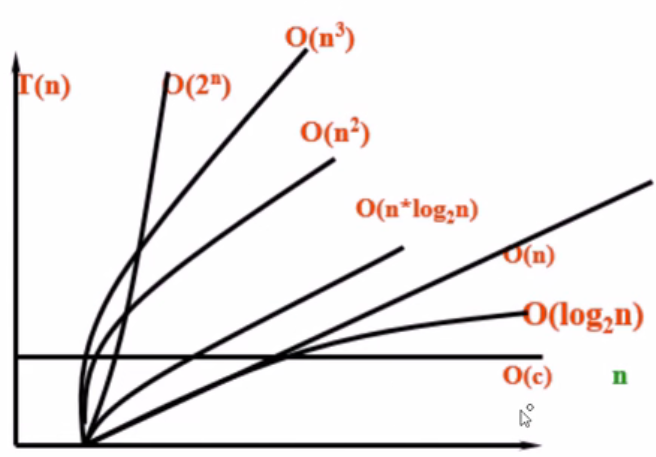 O(n³)
T(n)
O(2ⁿ)
O(n²)
O(n*log₂n)
O(n)
O(log₂n)
O(c)
n